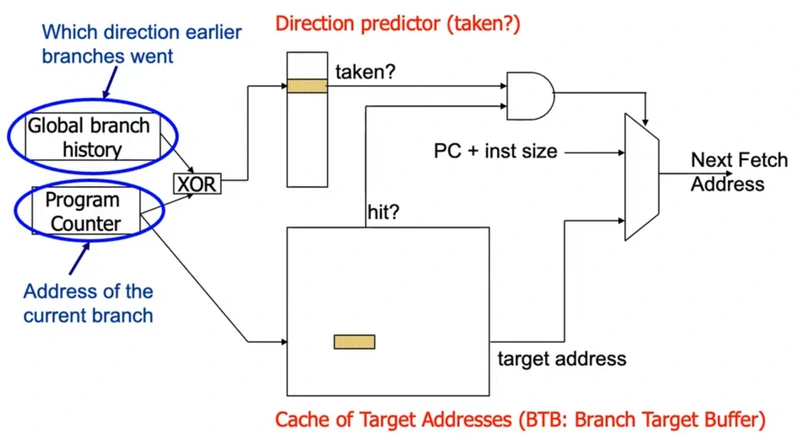 Direction predictor (taken?)
Which direction earlier
branches went
taken?
Global branch
history
PC + inst size
Next Fetch
Address
XOR
Program
Counter
hit?
Address of the
current branch
target address
Cache of Target Addresses (BTB: Branch Target Buffer)